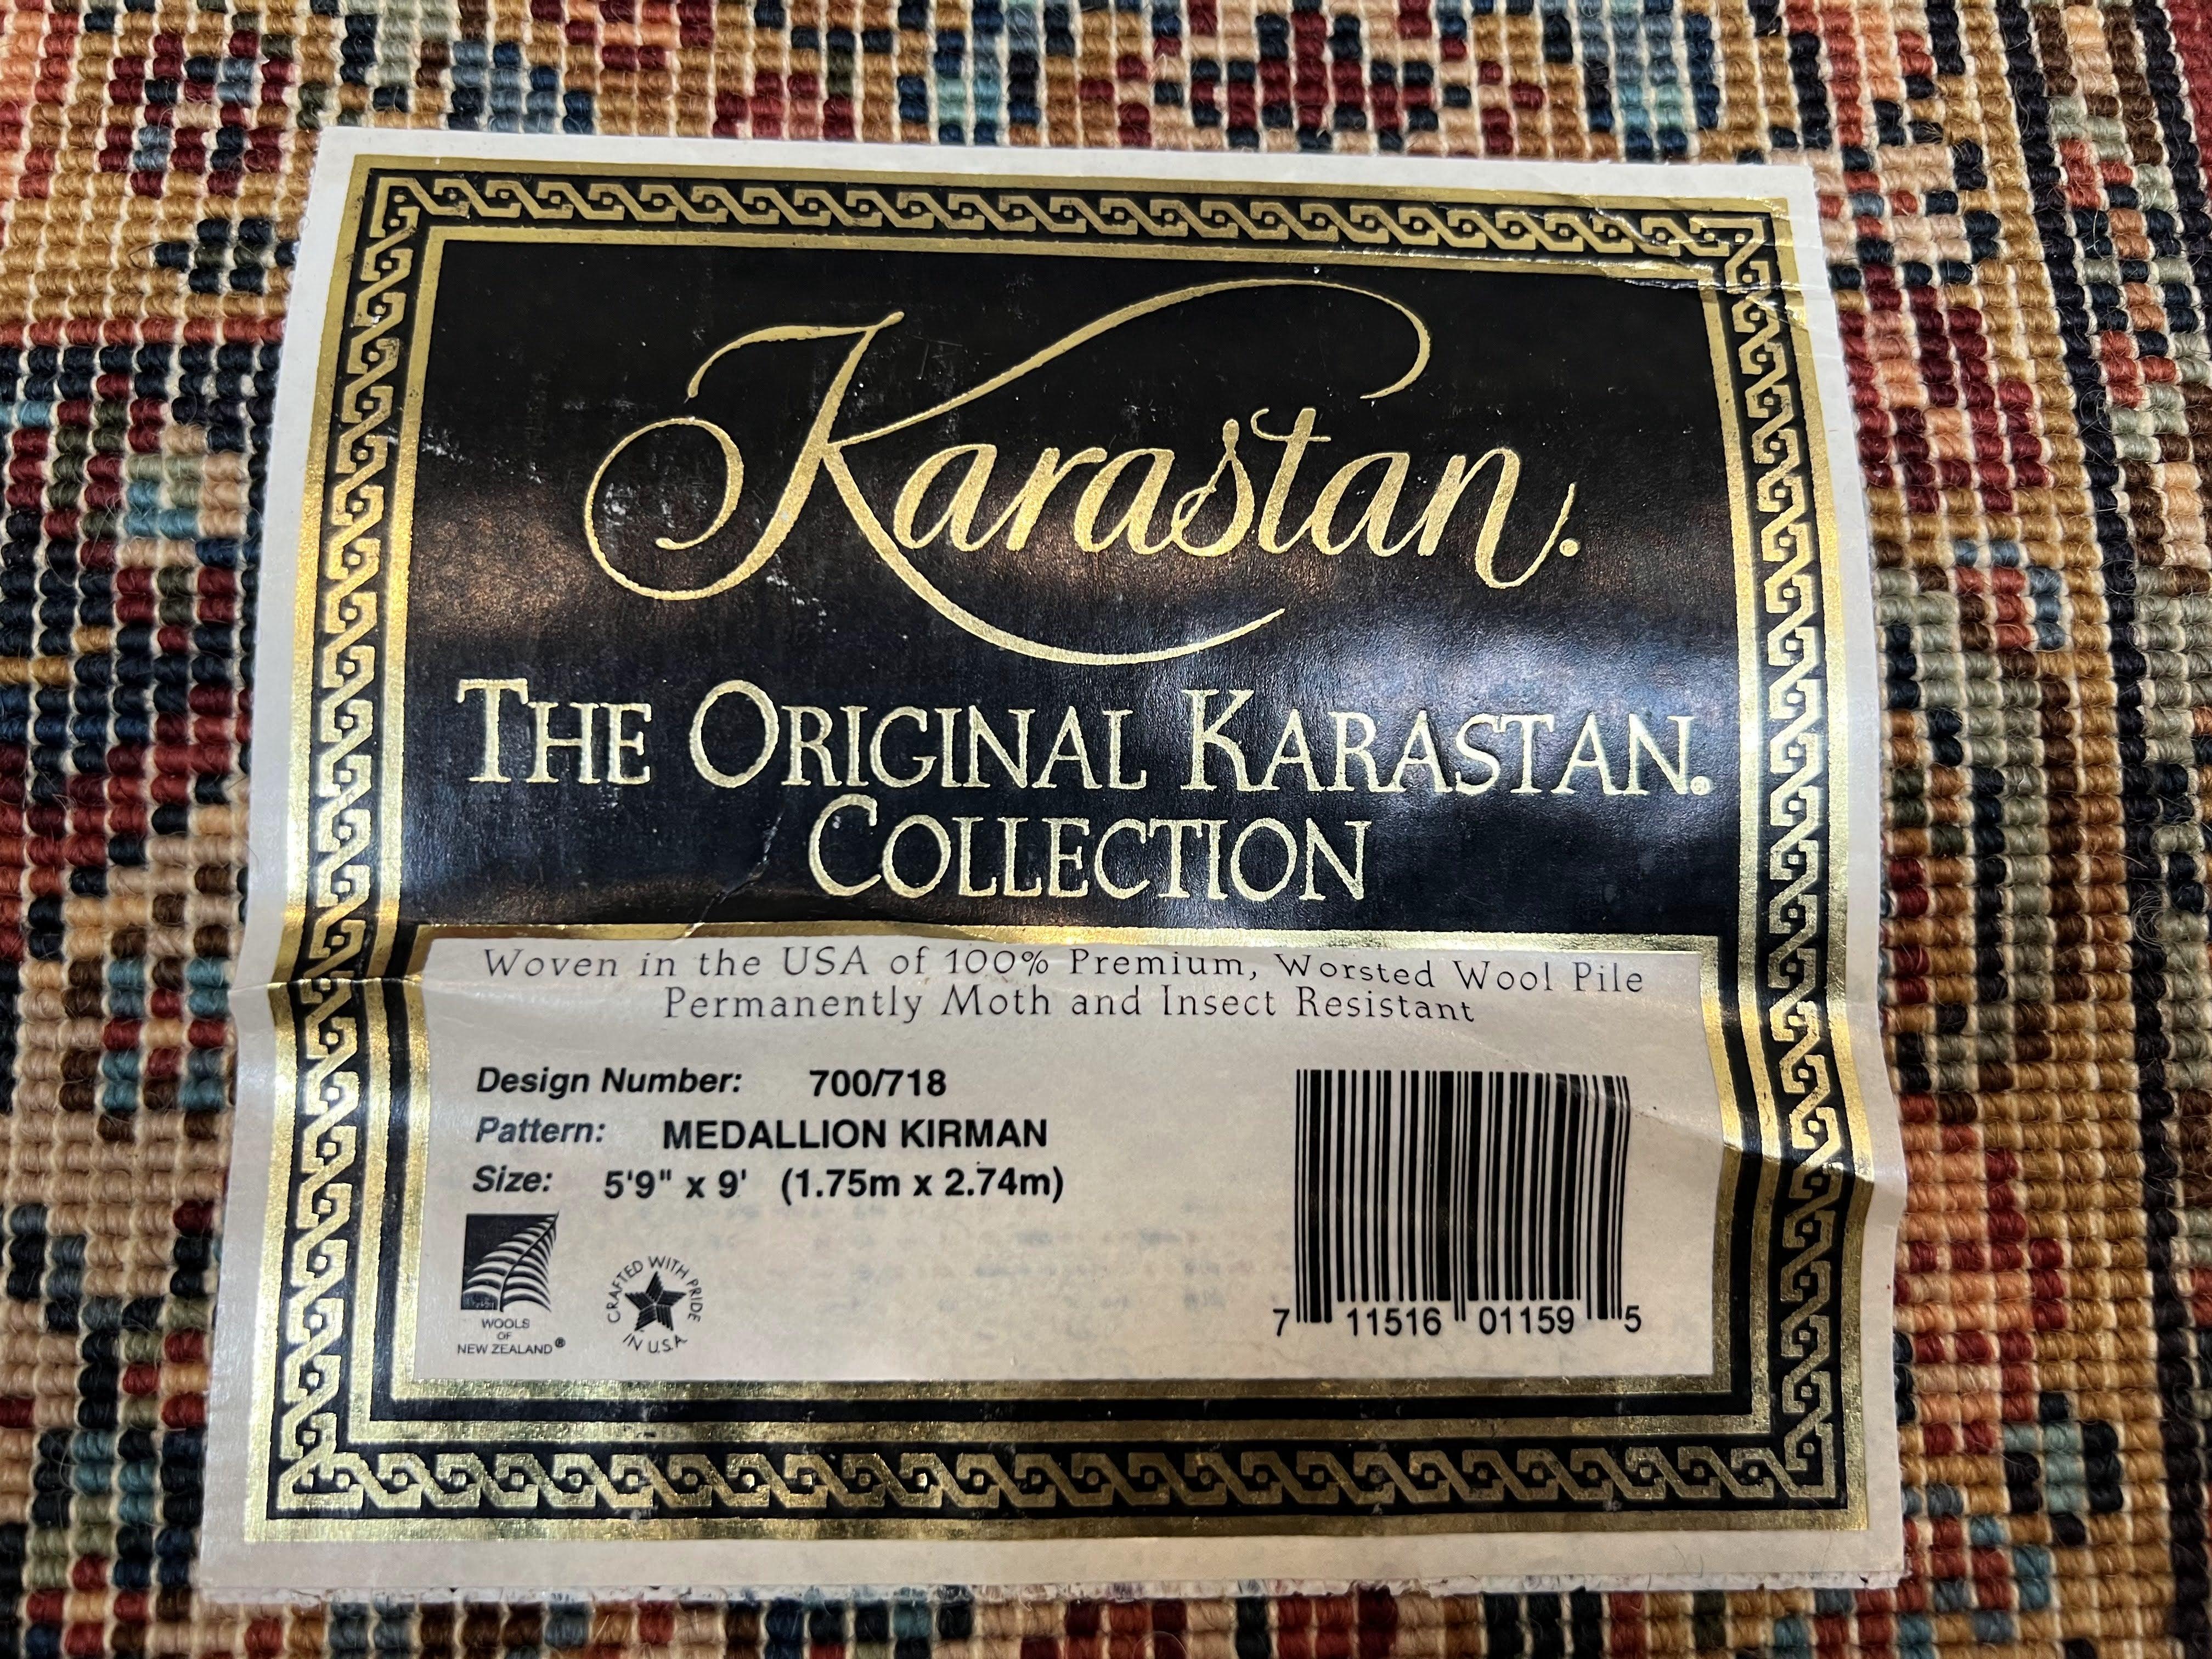 Karastan®
THE ORIGINAL KARASTAN®
COLLECTION
Woven in the USA of 100% Premium, Worsted Wool Pile
Permanently Moth and Insect Resistant
Design Number: 700/718
Pattern: MEDALLION KIRMAN
Size: 5'9" x 9' (1.75m x 2.74m)
WOOLS
OF
NEW ZEALAND®
CRAFTED WITH PRIDE
IN U.S.A
7 11516 01159 5